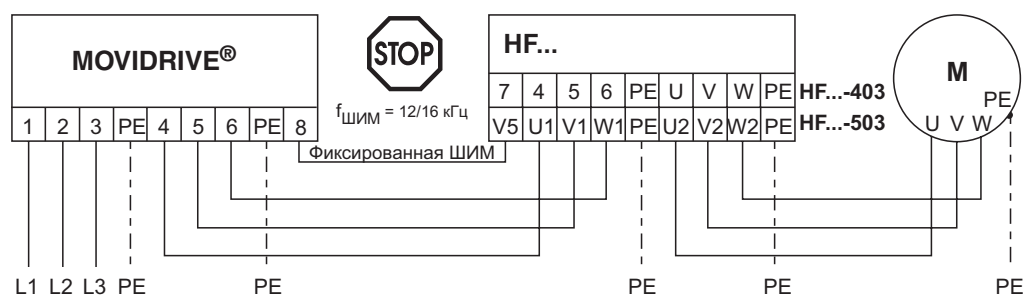 MOVIDRIVE®
1 2 3 PE 4 5 6 PE 8
STOP
fШИМ = 12/16 кГц
Фиксированная ШИМ
HF...
7 4 5 6 PE U V W PE HF...-403
V5 U1 V1 W1 PE U2 V2 W2 PE HF...-503
M
PE
U V W
L1 L2 L3 PE PE PE PE PE